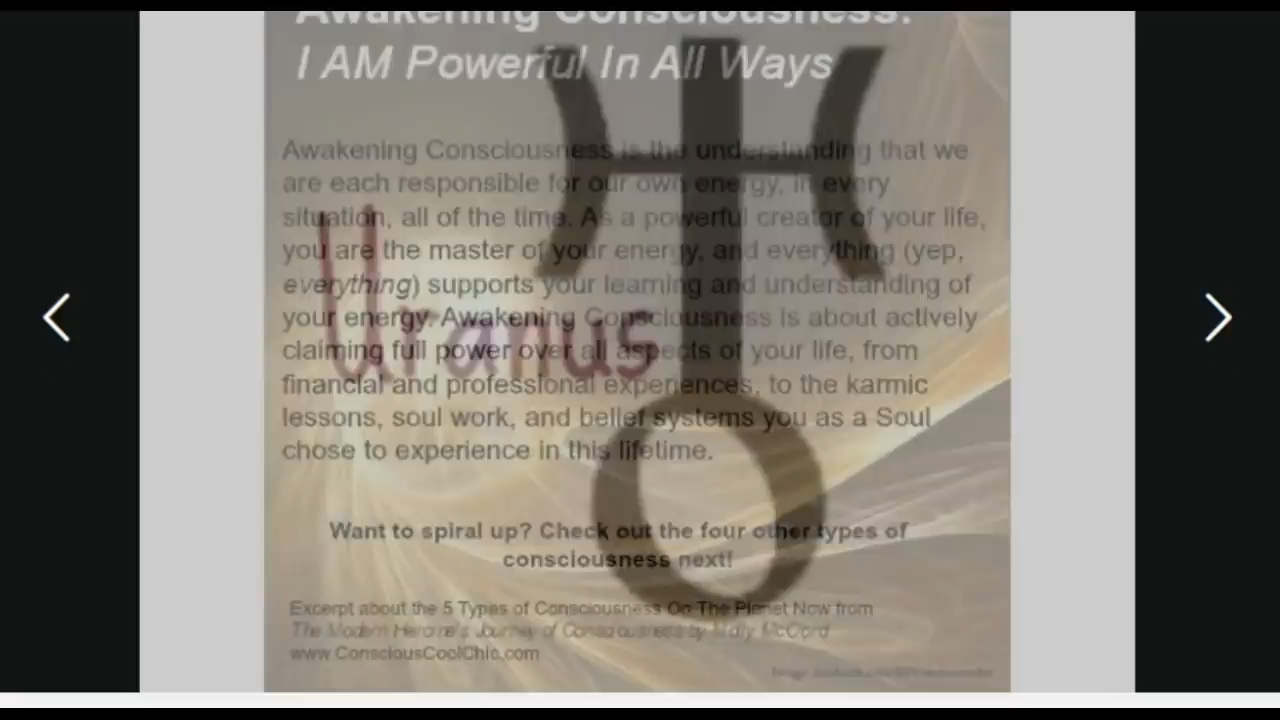 Awakening Consciousness:
I AM Powerful In All Ways
Awakening Consciousness is the understanding that we
are each responsible for our own energy, in every
situation, all of the time. As a powerful creator of your life,
you are the master of your energy, and everything (yep,
everything) supports your learning and understanding of
your energy. Awakening Consciousness is about actively
claiming full power over all aspects of your life, from
financial and professional experiences, to the karmic
lessons, soul work, and belief systems you as a Soul
chose to experience in this lifetime.
Uranus
Want to spiral up? Check out the four other types of
consciousness next!
Excerpt about the 5 Types of Consciousness On The Planet Now from
The Modern Heroine's Journey of Consciousness by Molly McCord
www.ConsciousCoolChic.com